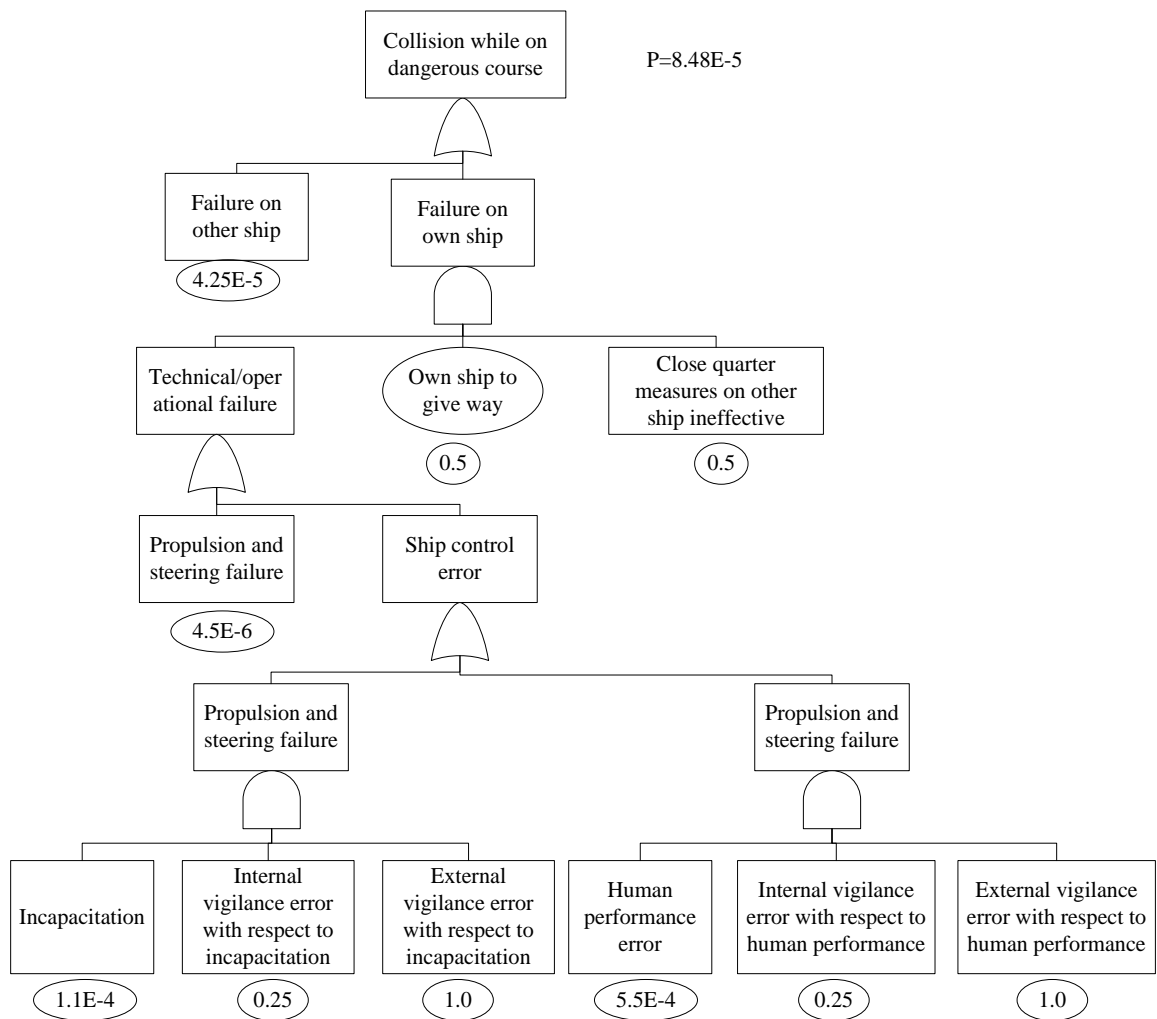 Collision while on
dangerous course
P=8.48E-5
Failure on
other ship
Failure on
own ship
4.25E-5
Technical/oper
ational failure
Own ship to
give way
Close quarter
measures on other
ship ineffective
0.5
0.5
Propulsion and
steering failure
Ship control
error
4.5E-6
Propulsion and
steering failure
Propulsion and
steering failure
Incapacitation
Internal
vigilance error
with respect to
incapacitation
External
vigilance error
with respect to
incapacitation
Human
performance
error
Internal vigilance
error with respect to
human performance
External vigilance
error with respect to
human performance
1.1E-4
0.25
1.0
5.5E-4
0.25
1.0